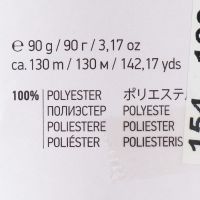 ℮ 90 g / 90 г / 3,17 oz
ca. 130 m / 130 м / 142,17 yds
100% POLYESTER ポリエステ
ПОЛИЭСТЕР POLYESTE
POLIESTERE POLIESTER
POLIÉSTER POLIESTERIS
151